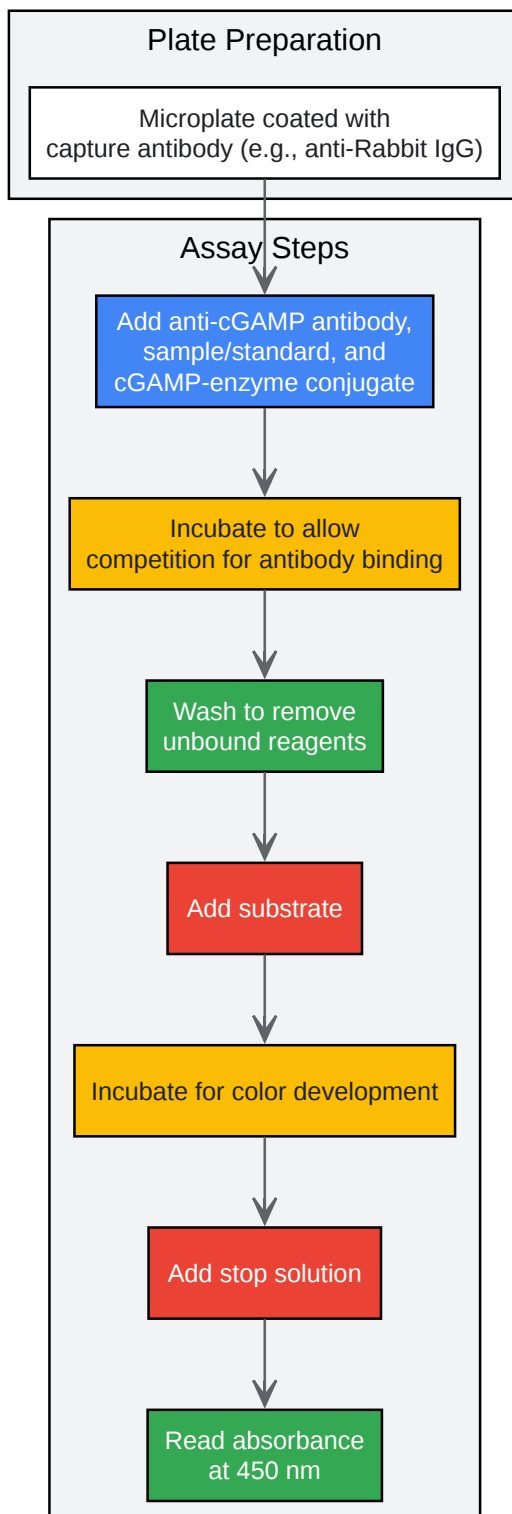 Plate Preparation
Microplate coated with
capture antibody (e.g., anti-Rabbit IgG)
Assay Steps
Add anti-cGAMP antibody,
sample/standard, and
cGAMP-enzyme conjugate
Incubate to allow
competition for antibody binding
Wash to remove
unbound reagents
Add substrate
Incubate for color development
Add stop solution
Read absorbance
at 450 nm